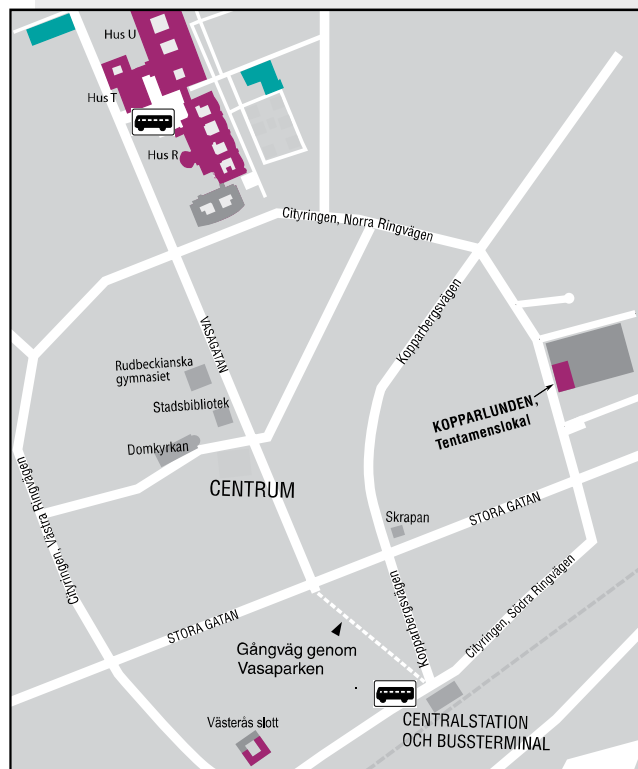 Hus U
Hus T
Hus R
Cityringen, Norra Ringvägen
Kopparbergsvägen
VASAGATAN
Rudbeckianska
gymnasiet
Stadsbibliotek
KOPPARLUNDEN,
Tentamenslokal
Domkyrkan
CENTRUM
Cityringen, Västra Ringvägen
Skrapan
STORA GATAN
Kopparbergsvägen
Cityringen, Södra Ringvägen
STORA GATAN
Gångväg genom
Vasaparken
Västerås slott
CENTRALSTATION
OCH BUSSTERMINAL